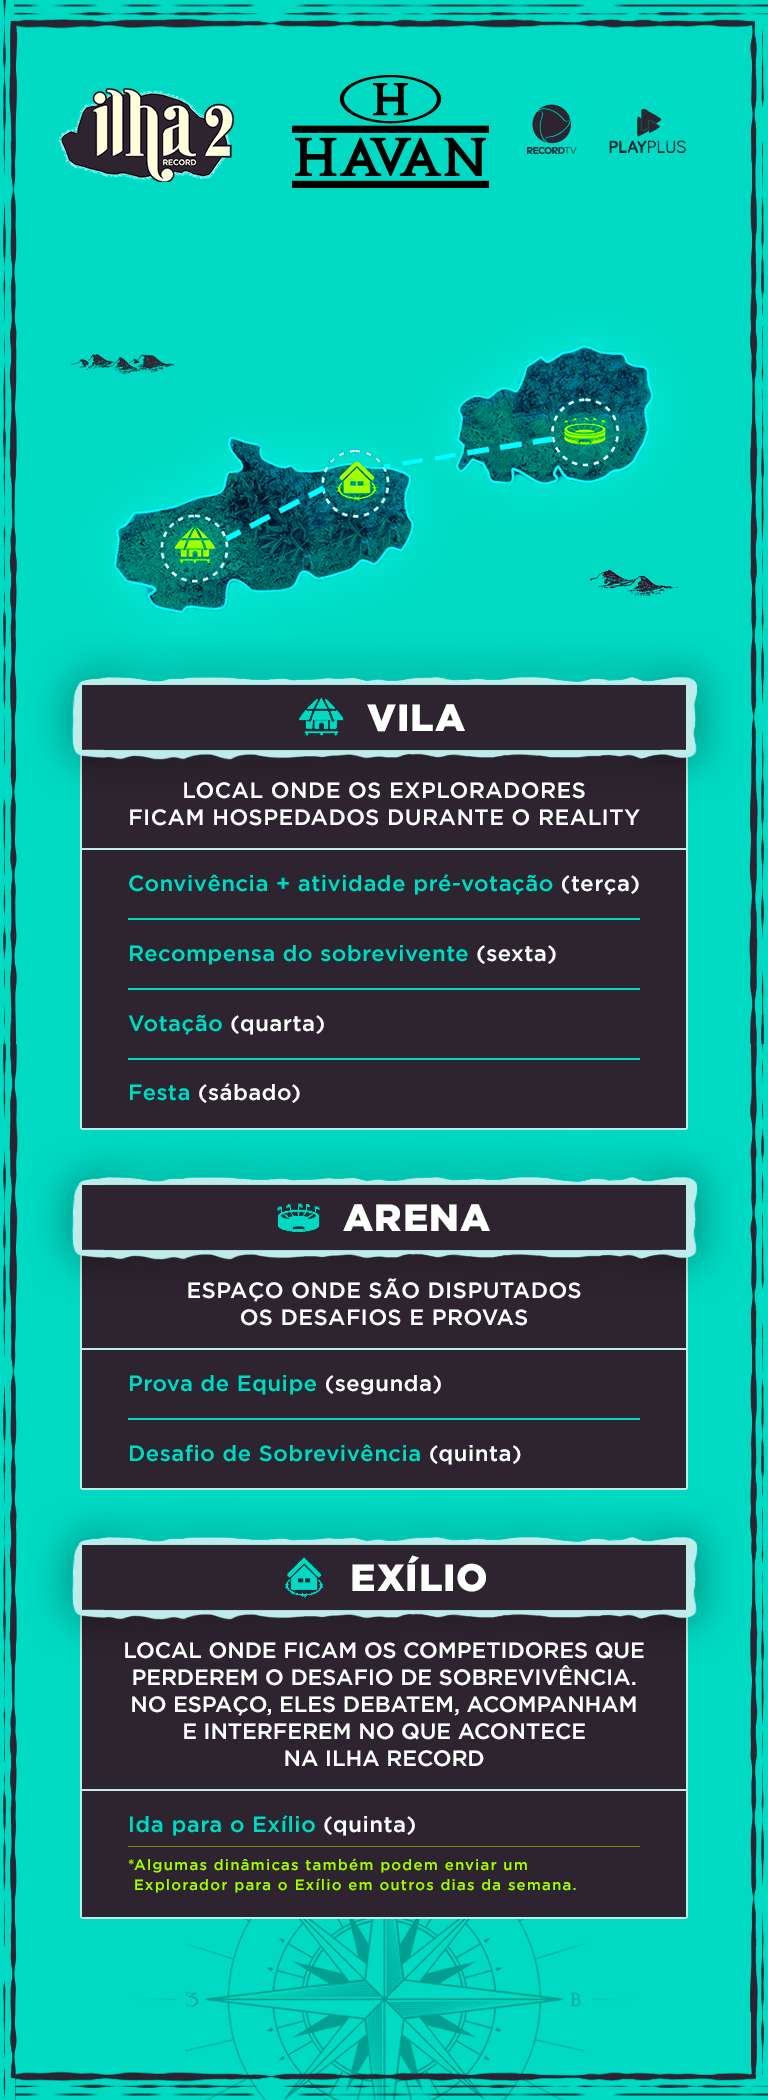 ilha 2
RECORD
H
HAVAN
RECORDTV
PLAYPLUS
VILA
LOCAL ONDE OS EXPLORADORES
FICAM HOSPEDADOS DURANTE O REALITY
Convivência + atividade pré-votação (terça)
Recompensa do sobrevivente (sexta)
Votação (quarta)
Festa (sábado)
ARENA
ESPAÇO ONDE SÃO DISPUTADOS
OS DESAFIOS E PROVAS
Prova de Equipe (segunda)
Desafio de Sobrevivência (quinta)
EXÍLIO
LOCAL ONDE FICAM OS COMPETIDORES QUE
PERDEREM O DESAFIO DE SOBREVIVÊNCIA.
NO ESPAÇO, ELES DEBATEM, ACOMPANHAM
E INTERFEREM NO QUE ACONTECE
NA ILHA RECORD
Ida para o Exílio (quinta)
*Algumas dinâmicas também podem enviar um
Explorador para o Exílio em outros dias da semana.
3 B